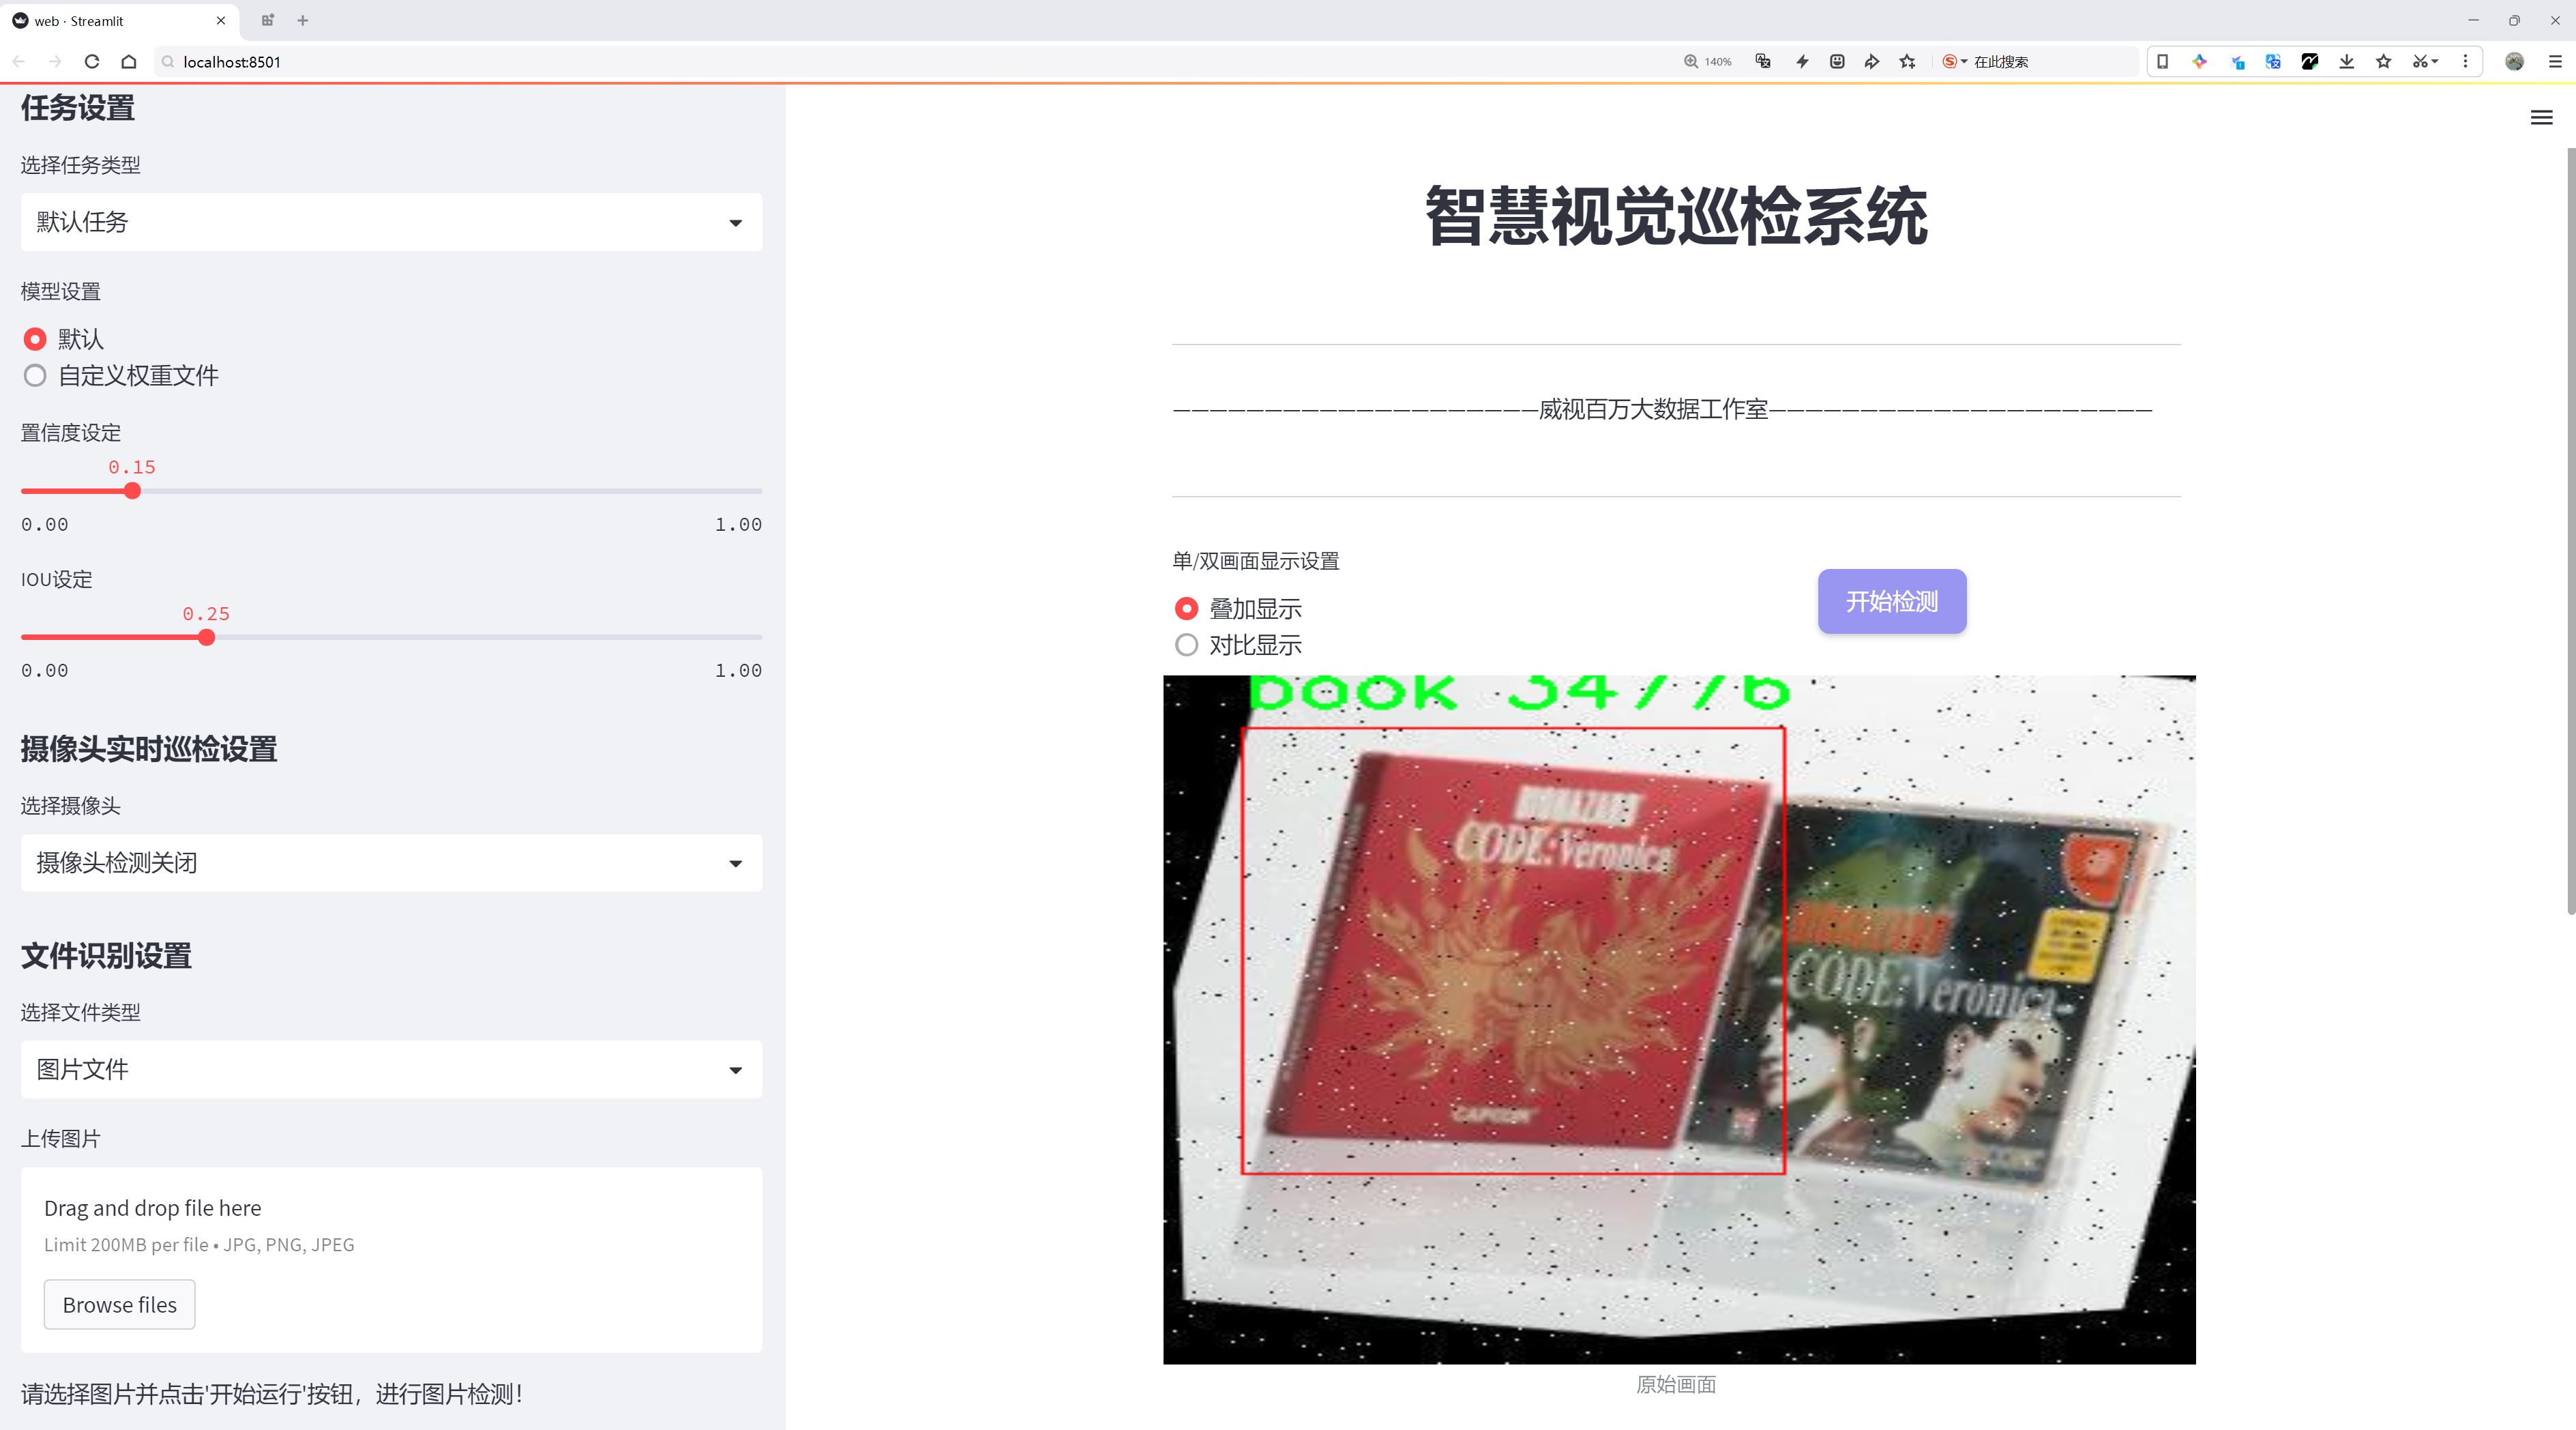 web · Streamlit
localhost:8501
140%
在此搜索
任务设置
选择任务类型
默认任务
模型设置
默认
自定义权重文件
置信度设定
0.15
0.00 1.00
IOU设定
0.25
0.00 1.00
摄像头实时巡检设置
选择摄像头
摄像头检测关闭
文件识别设置
选择文件类型
图片文件
上传图片
Drag and drop file here
Limit 200MB per file • JPG, PNG, JPEG
Browse files
请选择图片并点击'开始运行'按钮，进行图片检测！
智慧视觉巡检系统
————————————————————威视百万大数据工作室—————————————————————
单/双画面显示设置
叠加显示
对比显示
开始检测
book 34776
CODE:Veronica
CAPCOM
-CODE:Veronica-
原始画面